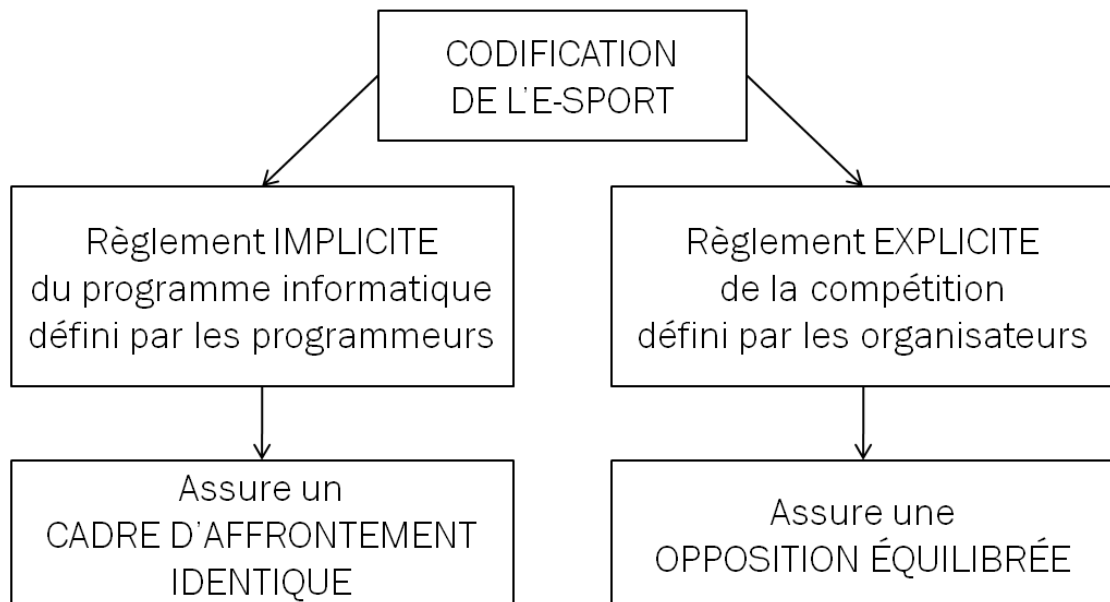 CODIFICATION
DE L'E-SPORT
Règlement IMPLICITE
du programme informatique
défini par les programmeurs
Règlement EXPLICITE
de la compétition
défini par les organisateurs
Assure un
CADRE D'AFFRONTEMENT
IDENTIQUE
Assure une
OPPOSITION ÉQUILIBRÉE